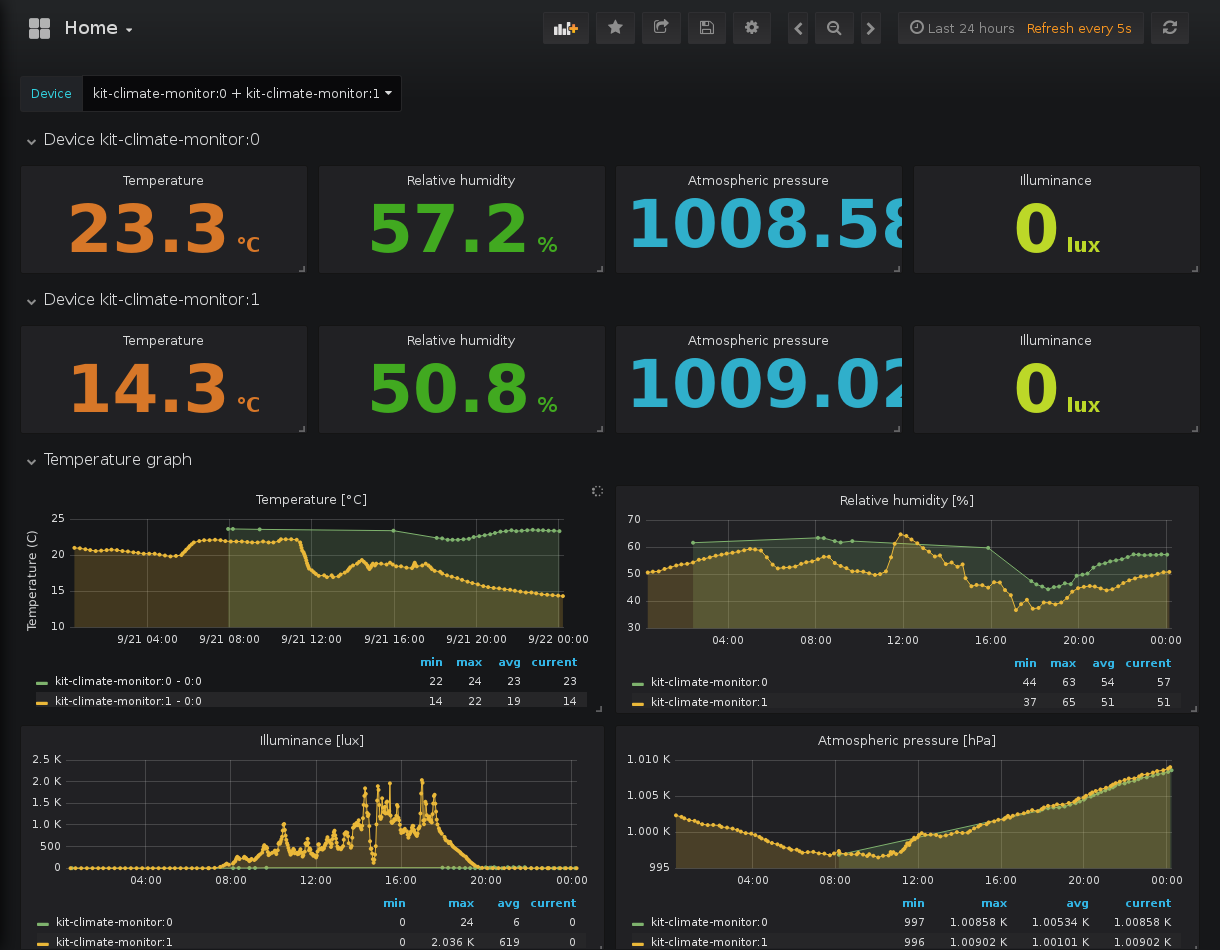 Home
Last 24 hours Refresh every 5s
Device kit-climate-monitor:0 + kit-climate-monitor:1
Device kit-climate-monitor:0
Temperature Relative humidity Atmospheric pressure Illuminance
23.3 °C 57.2 % 1008.58 0 lux
Device kit-climate-monitor:1
Temperature Relative humidity Atmospheric pressure Illuminance
14.3 °C 50.8 % 1009.02 0 lux
Temperature graph
Temperature [°C]
Temperature (C)
25
20
15
10
9/21 04:00 9/21 08:00 9/21 12:00 9/21 16:00 9/21 20:00 9/22 00:00
min max avg current
kit-climate-monitor:0 - 0:0 22 24 23 23
kit-climate-monitor:1 - 0:0 14 22 19 14
Relative humidity [%]
70
60
50
40
30
04:00 08:00 12:00 16:00 20:00 00:00
min max avg current
kit-climate-monitor:0 44 63 54 57
kit-climate-monitor:1 37 65 51 51
Illuminance [lux]
2.5 K
2.0 K
1.5 K
1.0 K
500
0
04:00 08:00 12:00 16:00 20:00 00:00
min max avg current
kit-climate-monitor:0 0 24 6 0
kit-climate-monitor:1 0 2.036 K 619 0
Atmospheric pressure [hPa]
1.010 K
1.005 K
1.000 K
995
04:00 08:00 12:00 16:00 20:00 00:00
min max avg current
kit-climate-monitor:0 997 1.00858 K 1.00534 K 1.00858 K
kit-climate-monitor:1 996 1.00902 K 1.00101 K 1.00902 K